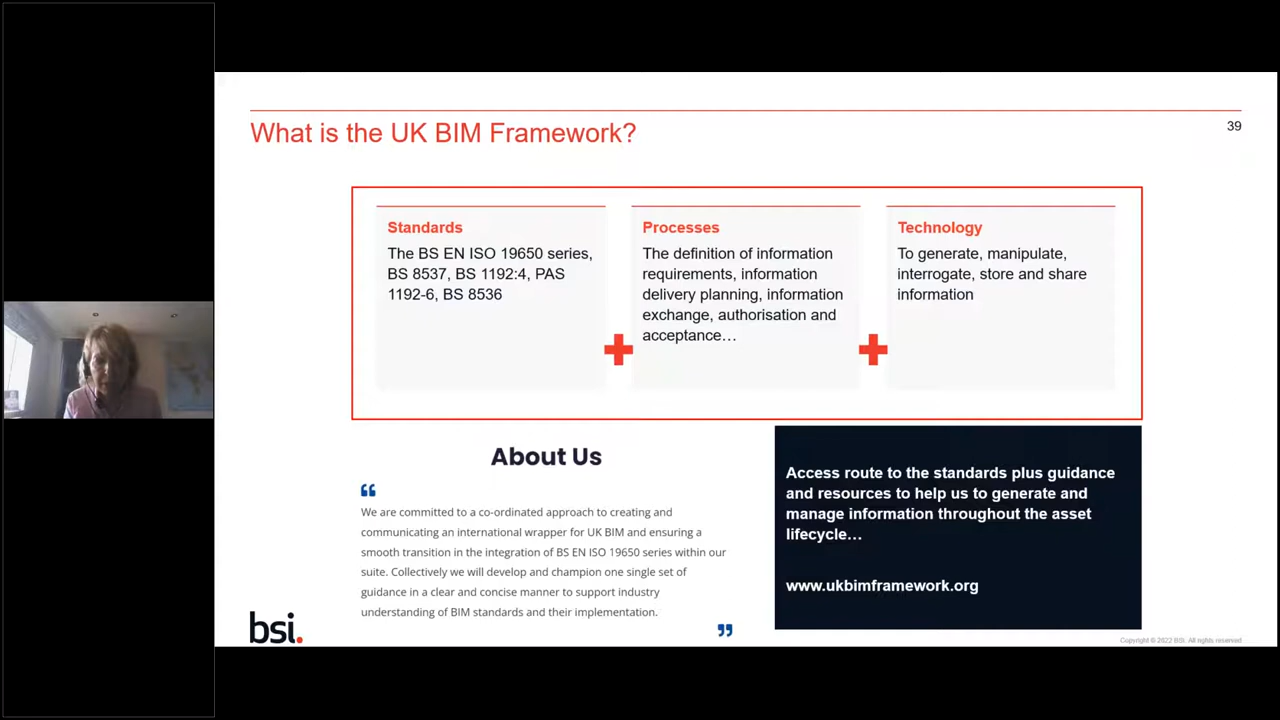 What is the UK BIM Framework?
39
Standards
The BS EN ISO 19650 series,
BS 8537, BS 1192:4, PAS
1192-6, BS 8536
Processes
The definition of information
requirements, information
delivery planning, information
exchange, authorisation and
acceptance…
Technology
To generate, manipulate,
interrogate, store and share
information
About Us
“
We are committed to a co-ordinated approach to creating and
communicating an international wrapper for UK BIM and ensuring a
smooth transition in the integration of BS EN ISO 19650 series within our
suite. Collectively we will develop and champion one single set of
guidance in a clear and concise manner to support industry
understanding of BIM standards and their implementation.
”
Access route to the standards plus guidance
and resources to help us to generate and
manage information throughout the asset
lifecycle…
www.ukbimframework.org
bsi.
Copyright © 2022 BSI. All rights reserved